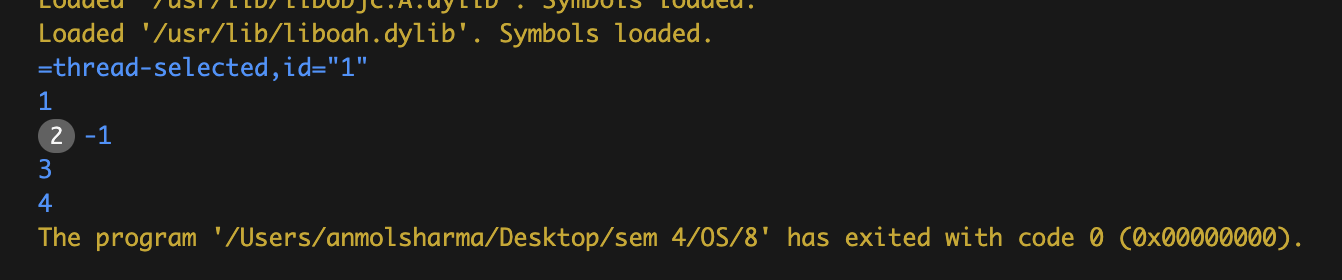 Loaded '/usr/lib/libobjc.A.dylib'. Symbols loaded.
Loaded '/usr/lib/liboah.dylib'. Symbols loaded.
=thread-selected,id="1"
1
2 -1
3
4
The program '/Users/anmolsharma/Desktop/sem 4/OS/8' has exited with code 0 (0x00000000).